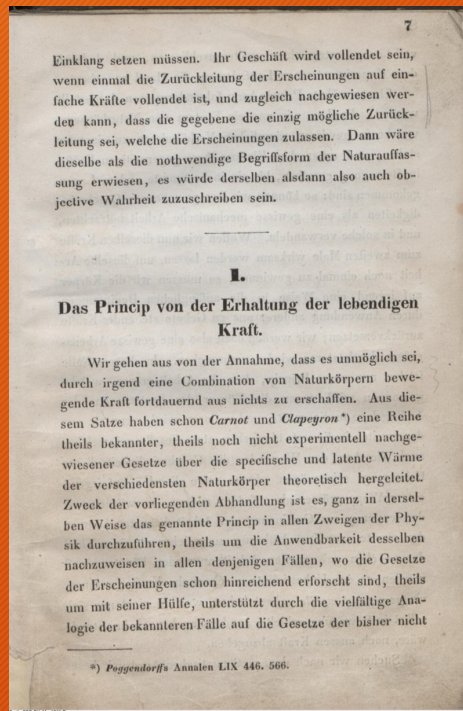 7
Einklang setzen müssen. Ihr Geschäft wird vollendet sein,
wenn einmal die Zurückleitung der Erscheinungen auf ein-
fache Kräfte vollendet ist, und zugleich nachgewiesen wer-
den kann, dass die gegebene die einzig mögliche Zurück-
leitung sei, welche die Erscheinungen zulassen. Dann wäre
dieselbe als die nothwendige Begriffsform der Naturauffas-
sung erwiesen, es würde derselben alsdann also auch ob-
jective Wahrheit zuzuschreiben sein.
I.
Das Princip von der Erhaltung der lebendigen
Kraft.
Wir gehen aus von der Annahme, dass es unmöglich sei,
durch irgend eine Combination von Naturkörpern bewe-
gende Kraft fortdauernd aus nichts zu erschaffen. Aus die-
sem Satze haben schon Carnot und Clapeyron*) eine Reihe
theils bekannter, theils noch nicht experimentell nachge-
wiesener Gesetze über die specifische und latente Wärme
der verschiedensten Naturkörper theoretisch hergeleitet.
Zweck der vorliegenden Abhandlung ist es, ganz in dersel-
ben Weise das genannte Princip in allen Zweigen der Phy-
sik durchzuführen, theils um die Anwendbarkeit desselben
nachzuweisen in allen denjenigen Fällen, wo die Gesetze
der Erscheinungen schon hinreichend erforscht sind, theils
um mit seiner Hülfe, unterstützt durch die vielfältige Ana-
logie der bekannteren Fälle auf die Gesetze der bisher nicht
*) Poggendorffs Annalen LIX 446. 566.